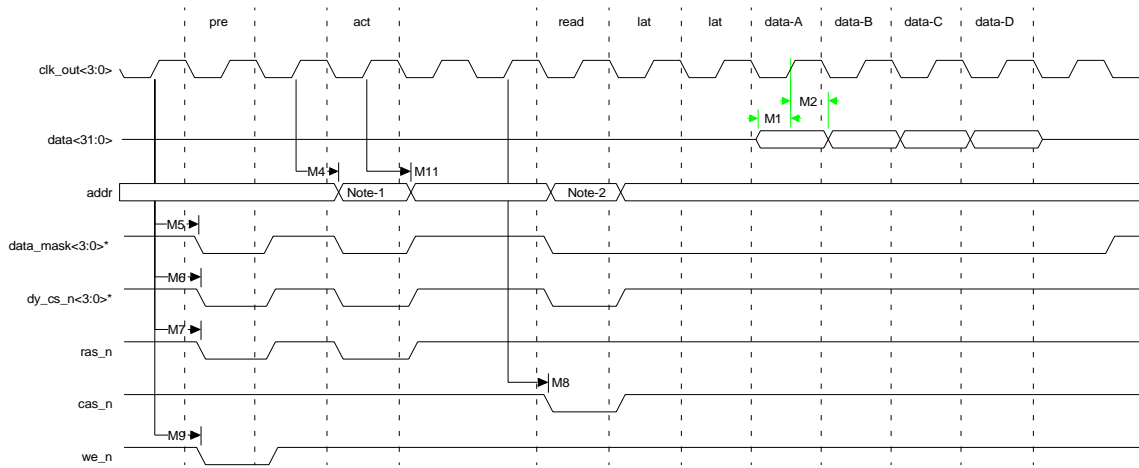 pre act read lat lat data-A data-B data-C data-D
clk_out<3:0>
M2
M1
data<31:0>
M4 M11
addr Note-1 Note-2
M5
data_mask<3:0>*
M6
dy_cs_n<3:0>*
M7
ras_n
M8
cas_n
M9
we_n